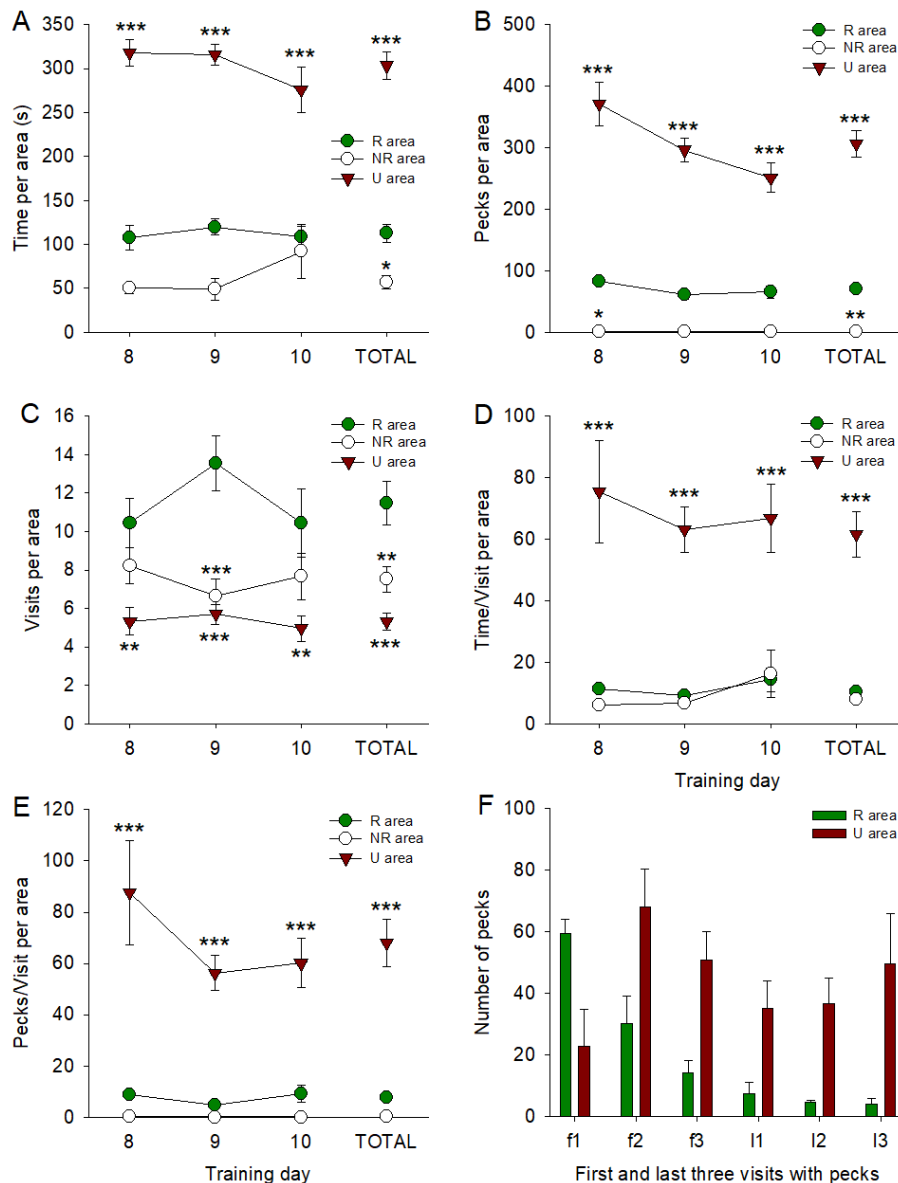 A
Time per area (s)
350
300
250
200
150
100
50
0
*** *** *** ***
*
R area
NR area
U area
8 9 10 TOTAL
B
Pecks per area
500
400
300
200
100
0
R area
NR area
U area
*** *** *** ***
* **
8 9 10 TOTAL
C
Visits per area
16
14
12
10
8
6
4
2
0
R area
NR area
U area
*** **
** *** ** ***
8 9 10 TOTAL
D
Time/Visit per area
100
80
60
40
20
0
R area
NR area
U area
*** *** *** ***
8 9 10 TOTAL
Training day
E
Pecks/Visit per area
120
100
80
60
40
20
0
R area
NR area
U area
*** *** *** ***
8 9 10 TOTAL
Training day
F
Number of pecks
100
80
60
40
20
0
R area
U area
f1 f2 f3 l1 l2 l3
First and last three visits with pecks